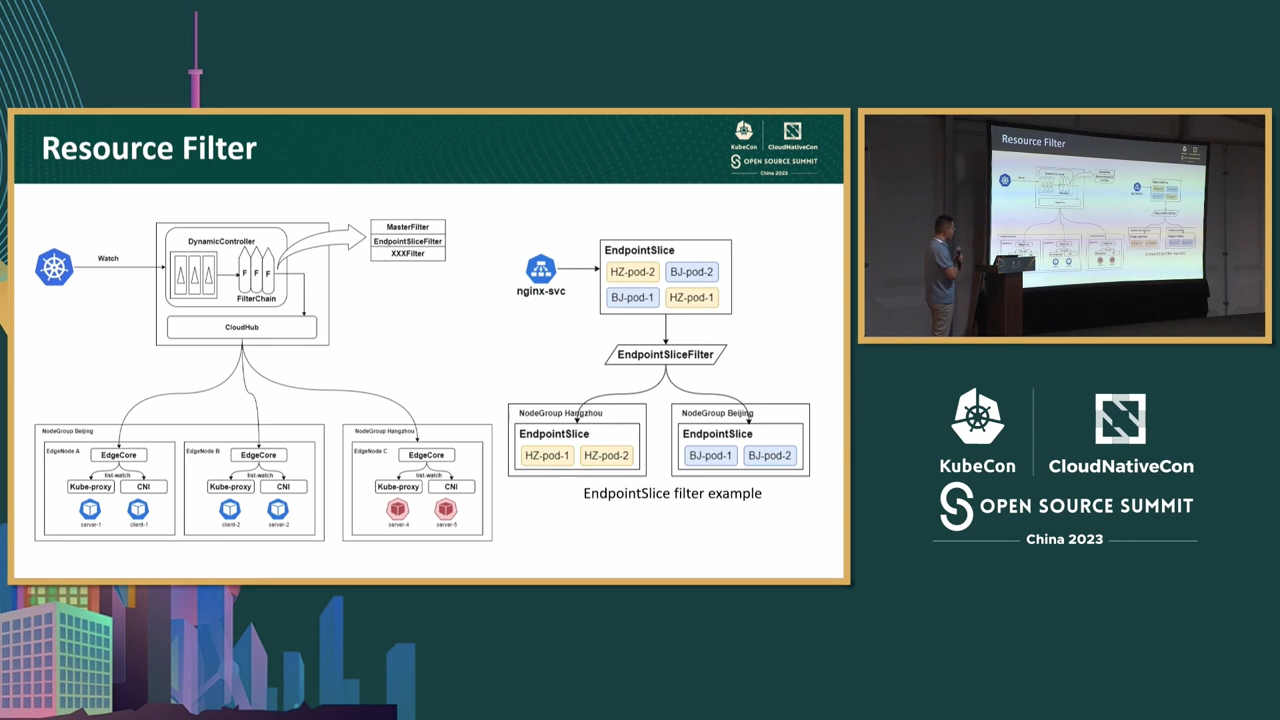 Resource Filter
KubeCon
CloudNativeCon
OPEN SOURCE SUMMIT
China 2023
Watch
DynamicController
F F F
FilterChain
CloudHub
MasterFilter
EndpointSliceFilter
XXXFilter
NodeGroup Beijing
EdgeNode A
EdgeCore
list-watch
Kube-proxy
CNI
server-1
client-1
EdgeNode B
EdgeCore
list-watch
Kube-proxy
CNI
client-2
server-2
NodeGroup Hangzhou
EdgeNode C
EdgeCore
list-watch
Kube-proxy
CNI
server-4
server-5
nginx-svc
EndpointSlice
HZ-pod-2
BJ-pod-2
BJ-pod-1
HZ-pod-1
EndpointSliceFilter
NodeGroup Hangzhou
EndpointSlice
HZ-pod-1
HZ-pod-2
NodeGroup Beijing
EndpointSlice
BJ-pod-1
BJ-pod-2
EndpointSlice filter example
Resource Filter
KubeCon
CloudNativeCon
OPEN SOURCE SUMMIT
China 2023